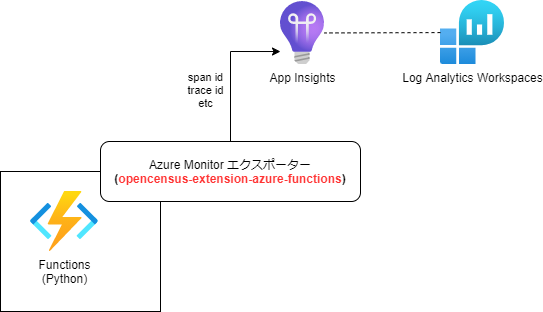 span id
trace id
etc
App Insights
Log Analytics Workspaces
Azure Monitor エクスポーター
(opencensus-extension-azure-functions)
Functions
(Python)